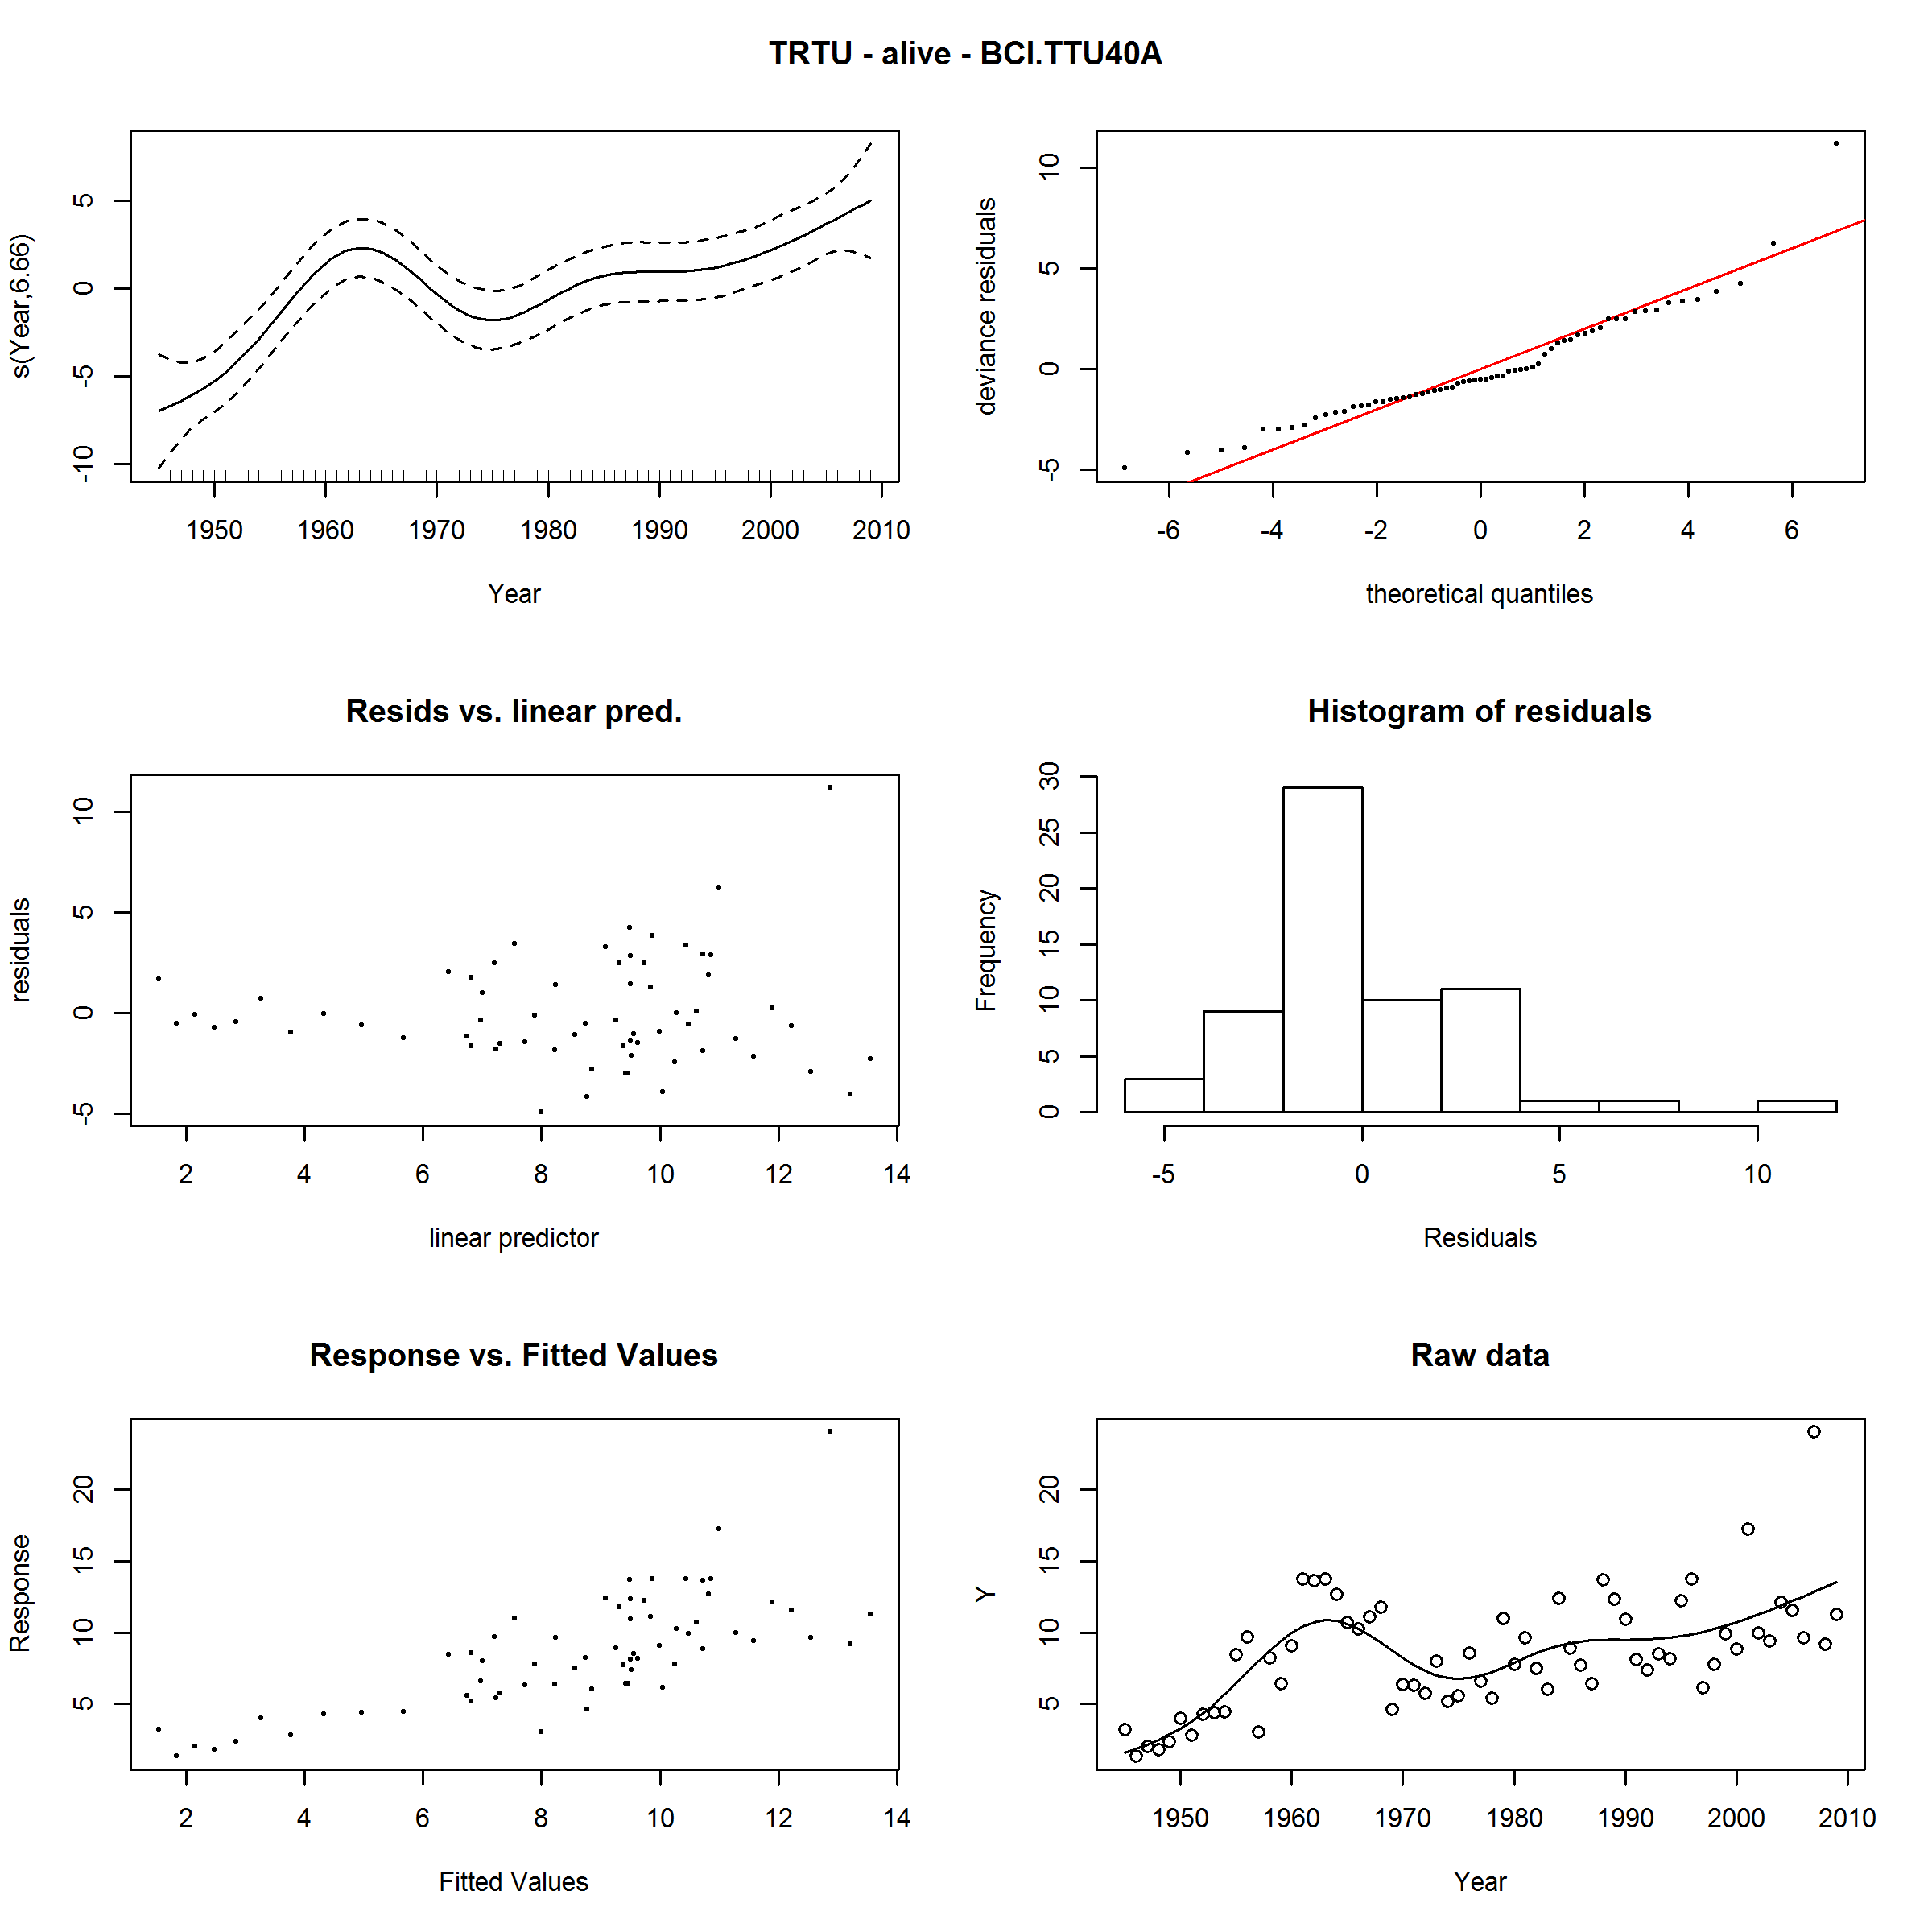 TRTU - alive - BCI.TTU40A
s(Year,6.66)
5
0
-5
-10
1950 1960 1970 1980 1990 2000 2010
Year
deviance residuals
10
5
0
-5
-6 -4 -2 0 2 4 6
theoretical quantiles
Resids vs. linear pred.
residuals
10
5
0
-5
2 4 6 8 10 12 14
linear predictor
Histogram of residuals
Frequency
30
25
20
15
10
5
0
-5 0 5 10
Residuals
Response vs. Fitted Values
Response
20
15
10
5
2 4 6 8 10 12 14
Fitted Values
Raw data
Y
20
15
10
5
1950 1960 1970 1980 1990 2000 2010
Year